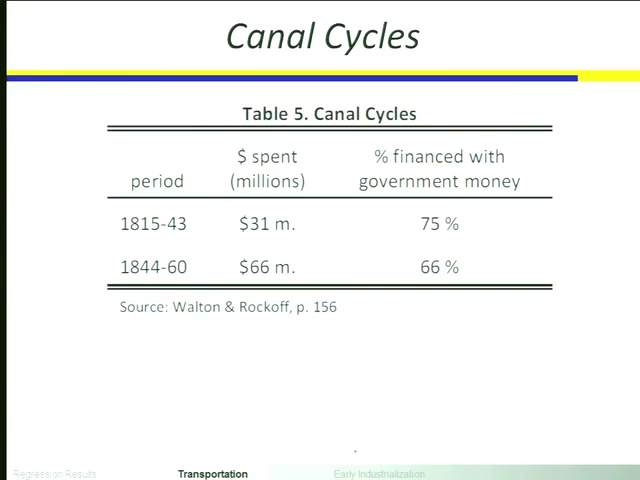 Canal Cycles
Table 5. Canal Cycles
$ spent % financed with
period (millions) government money
1815-43 $31 m. 75 %
1844-60 $66 m. 66 %
Source: Walton & Rockoff, p. 156
Regression Results Transportation Early Industrialization